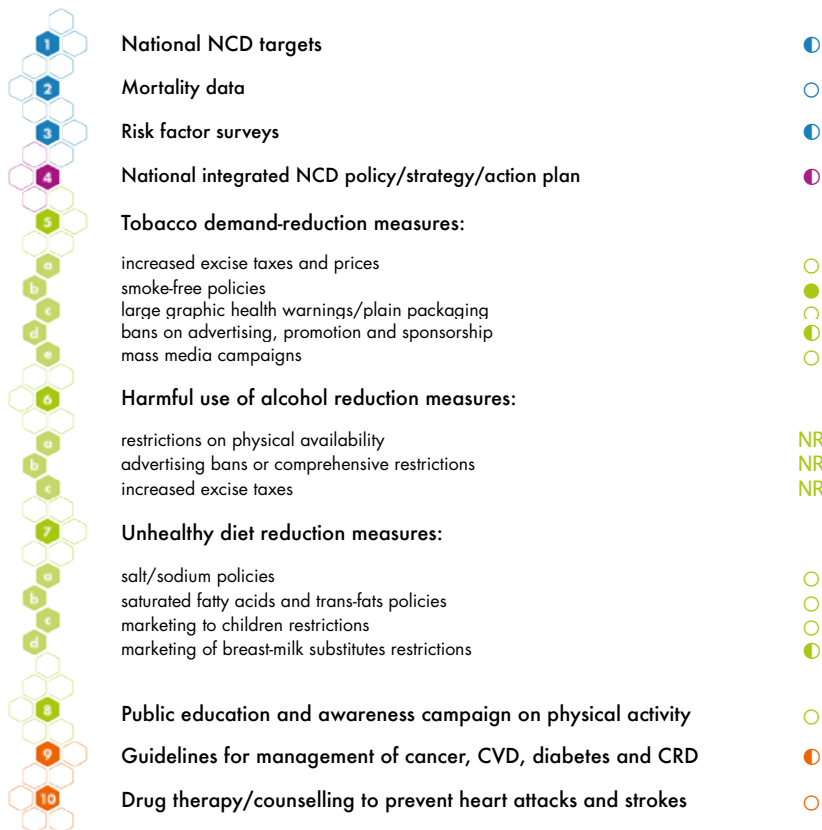 1 National NCD targets
2 Mortality data
3 Risk factor surveys
4 National integrated NCD policy/strategy/action plan
5 Tobacco demand-reduction measures:
a increased excise taxes and prices
b smoke-free policies
c large graphic health warnings/plain packaging
d bans on advertising, promotion and sponsorship
e mass media campaigns
6 Harmful use of alcohol reduction measures:
a restrictions on physical availability NR
b advertising bans or comprehensive restrictions NR
c increased excise taxes NR
7 Unhealthy diet reduction measures:
a salt/sodium policies
b saturated fatty acids and trans-fats policies
c marketing to children restrictions
d marketing of breast-milk substitutes restrictions
8 Public education and awareness campaign on physical activity
9 Guidelines for management of cancer, CVD, diabetes and CRD
10 Drug therapy/counselling to prevent heart attacks and strokes